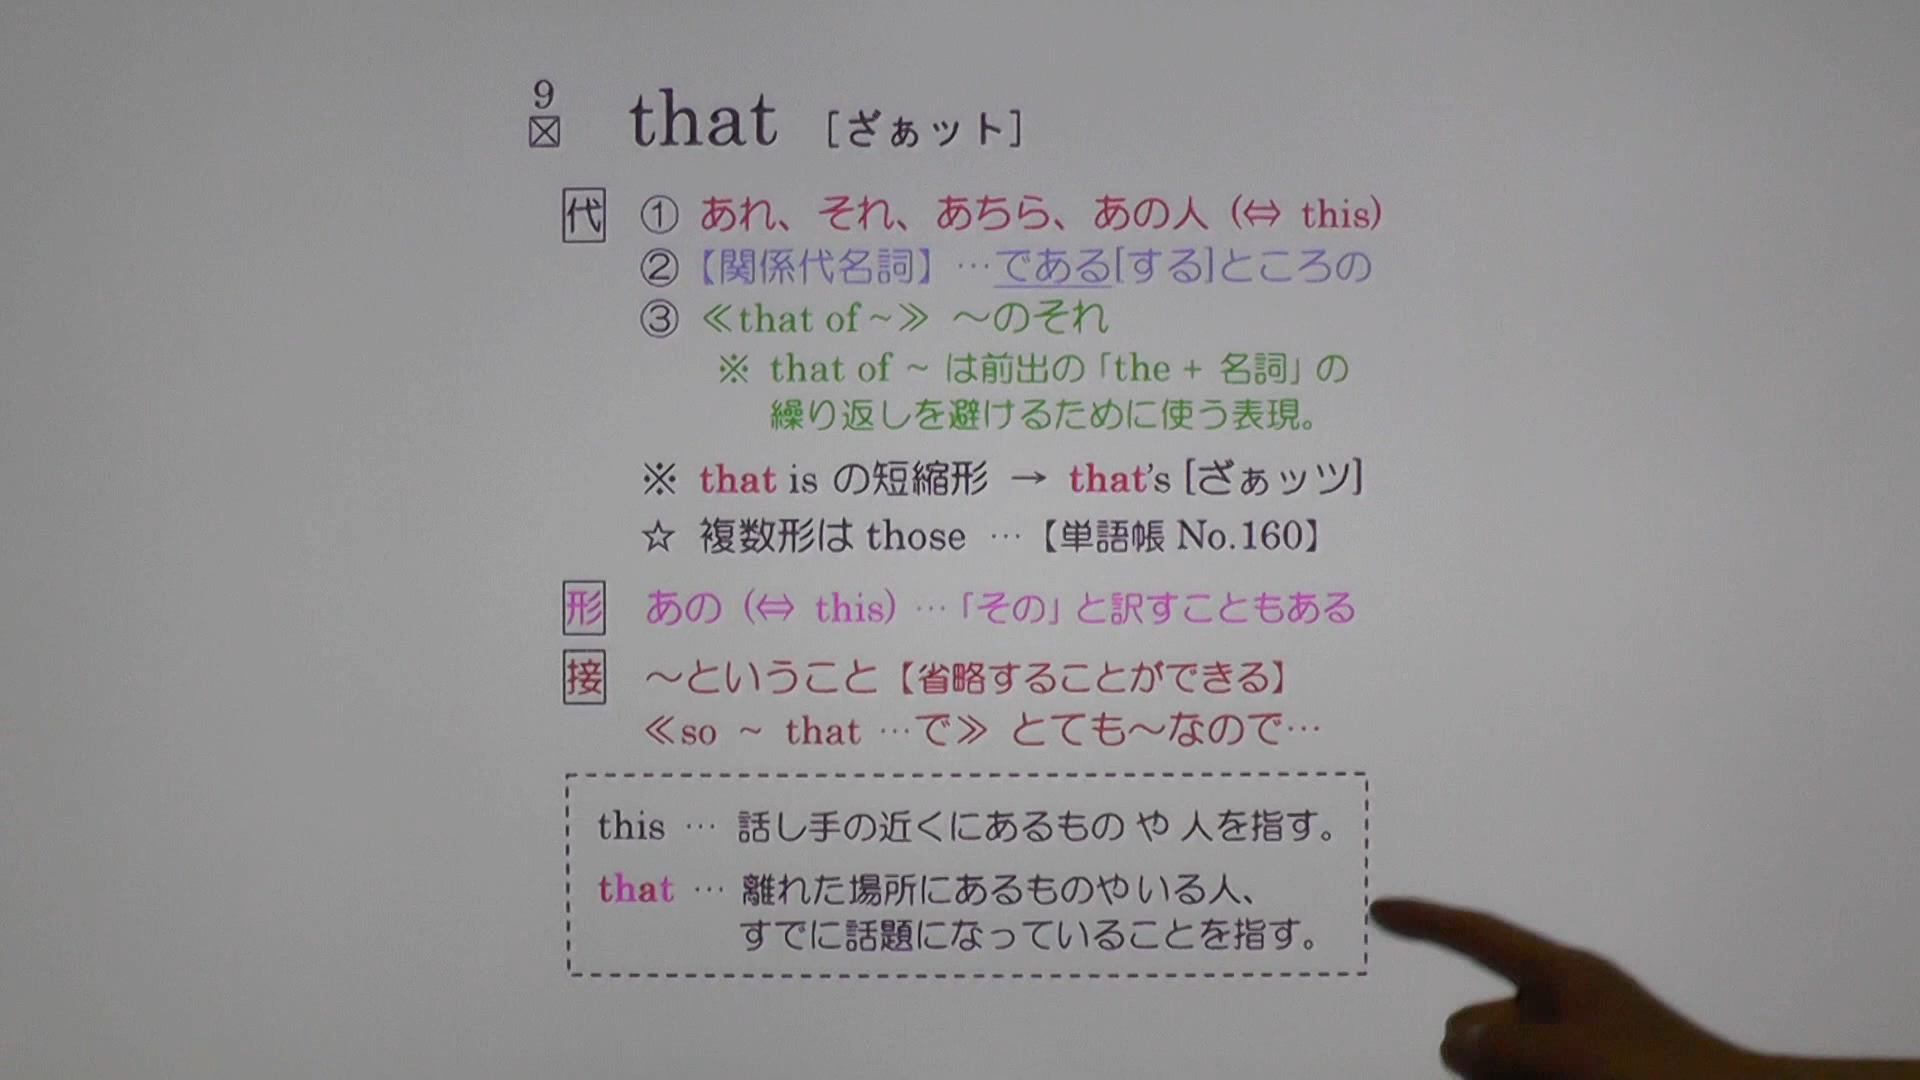 9
☒ that [ざぁット]
代 ① あれ、それ、あちら、あの人 (⇔ this)
② 【関係代名詞】 …である[する]ところの
③ ≪that of ~≫ ～のそれ
※ that of ~ は前出の「the + 名詞」の
繰り返しを避けるために使う表現。
※ that is の短縮形 → that's [ざぁッツ]
☆ 複数形は those …【単語帳 No.160】
形 あの (⇔ this) …「その」と訳すこともある
接 ～ということ【省略することができる】
≪so ~ that …で≫ とても～なので…
this … 話し手の近くにあるもの や 人を指す。
that … 離れた場所にあるものやいる人、
すでに話題になっていることを指す。